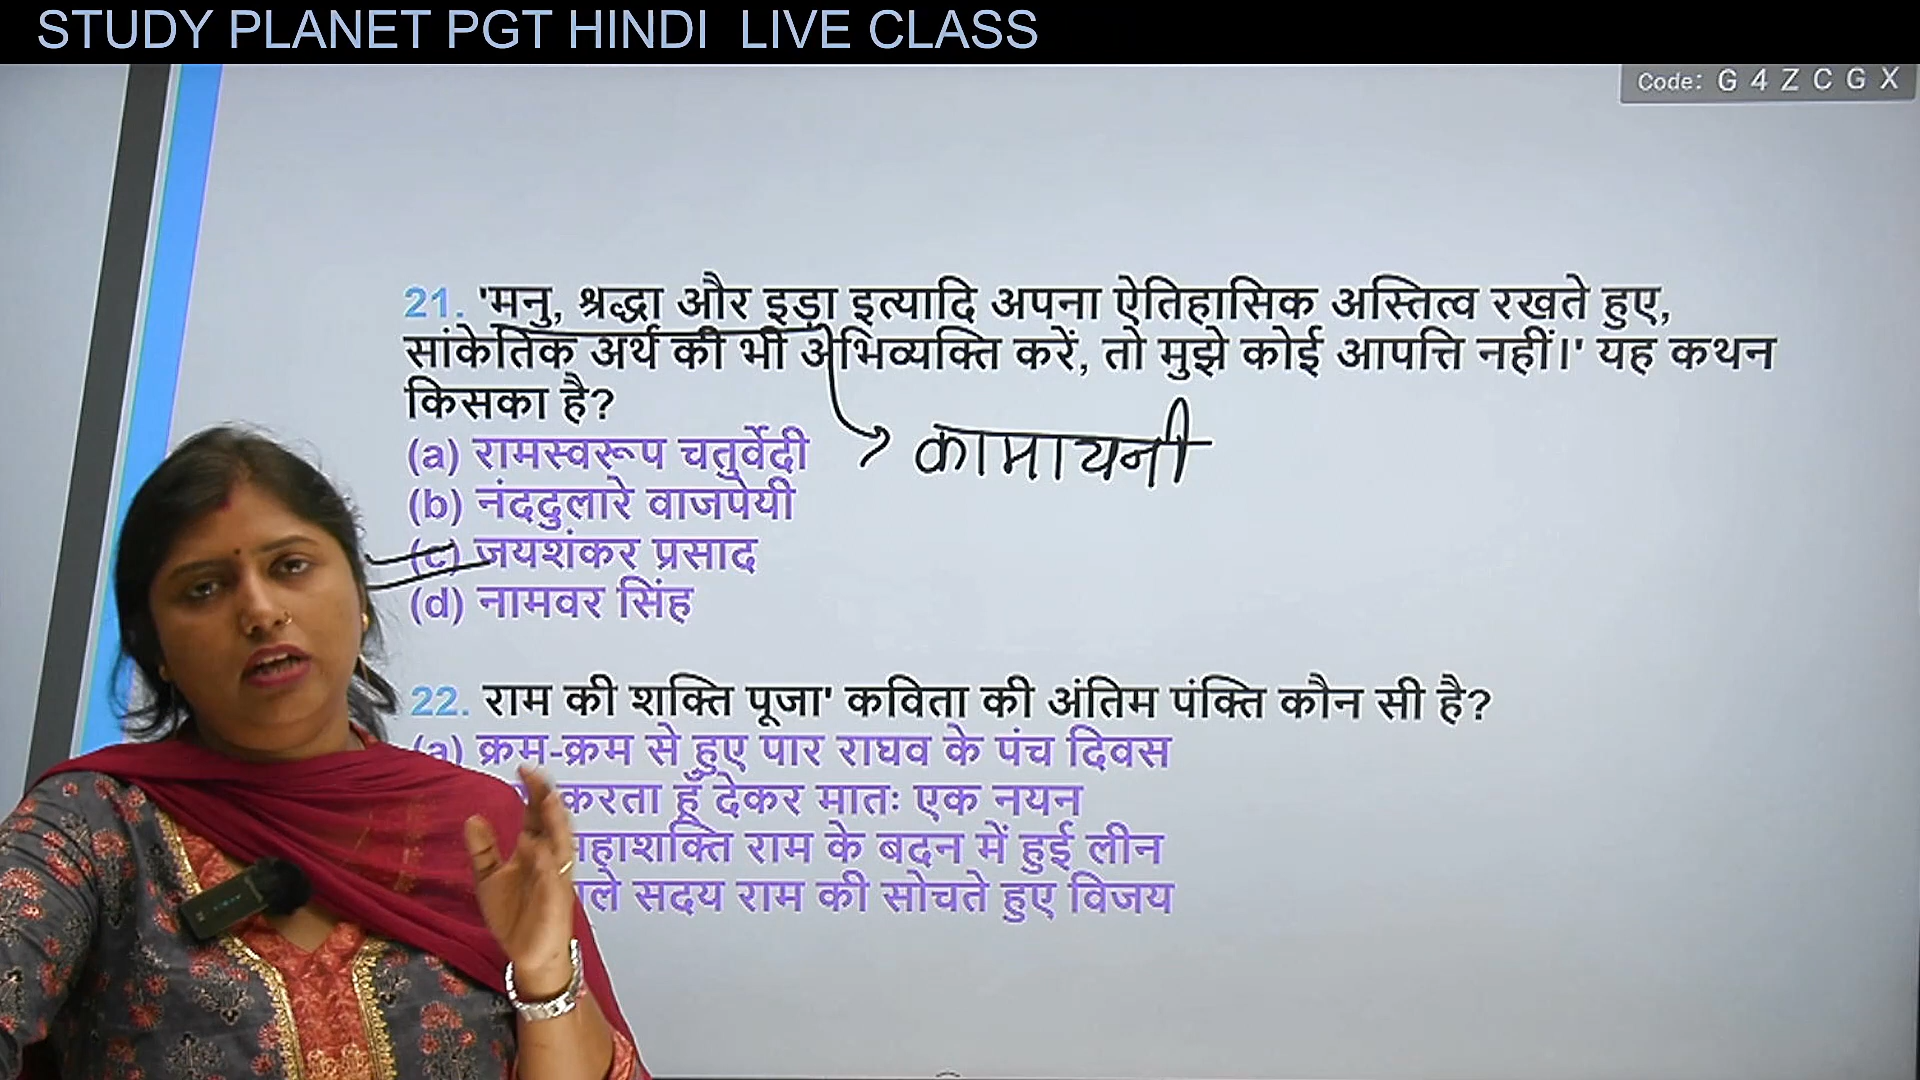 STUDY PLANET PGT HINDI LIVE CLASS
Code: G 4 Z C G X
21. 'मनु, श्रद्धा और इड़ा इत्यादि अपना ऐतिहासिक अस्तित्व रखते हुए,
सांकेतिक अर्थ की भी अभिव्यक्ति करें, तो मुझे कोई आपत्ति नहीं।' यह कथन
किसका है?
(a) रामस्वरूप चतुर्वेदी
कामायनी
(b) नंददुलारे वाजपेयी
(c) जयशंकर प्रसाद
(d) नामवर सिंह
22. राम की शक्ति पूजा' कविता की अंतिम पंक्ति कौन सी है?
(a) क्रम-क्रम से हुए पार राघव के पंच दिवस
करता हूँ देकर मातः एक नयन
महाशक्ति राम के बदन में हुई लीन
सदय राम की सोचते हुए विजय